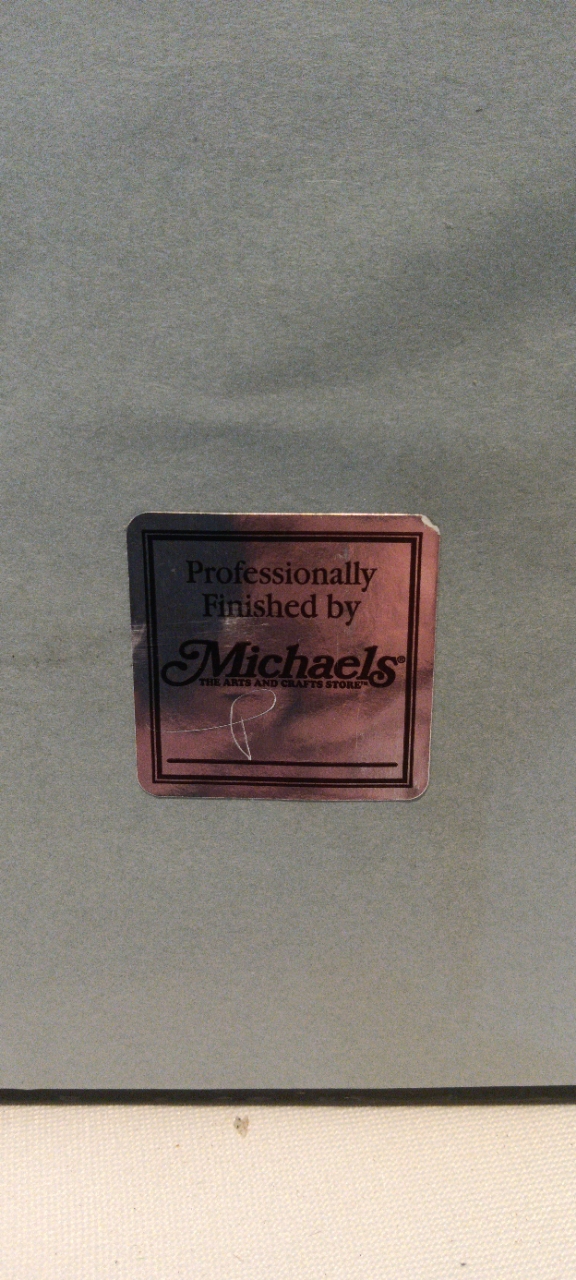 Professionally
Finished by
Michaels®
THE ARTS AND CRAFTS STORE™